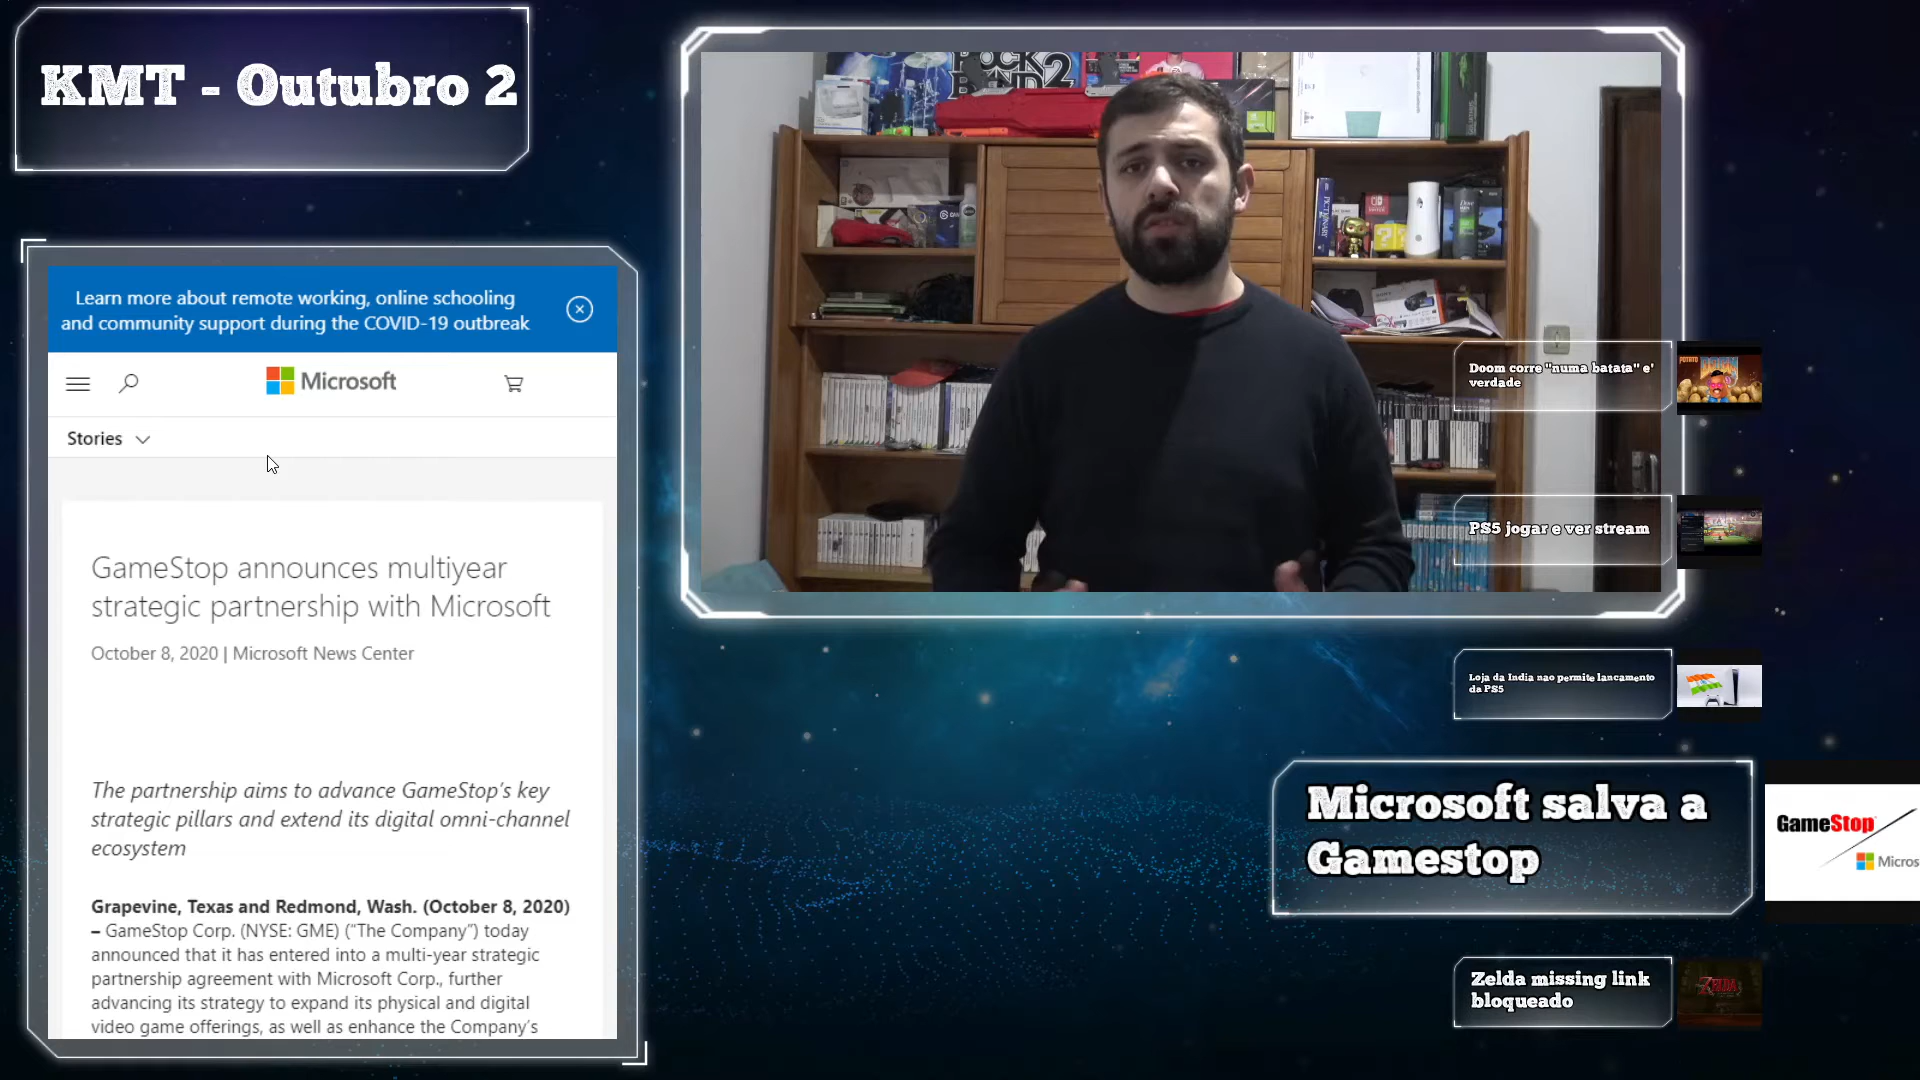 KMT - Outubro 2
Learn more about remote working, online schooling
and community support during the COVID-19 outbreak
Microsoft
Stories
GameStop announces multiyear
strategic partnership with Microsoft
October 8, 2020 | Microsoft News Center
The partnership aims to advance GameStop's key
strategic pillars and extend its digital omni-channel
ecosystem
Grapevine, Texas and Redmond, Wash. (October 8, 2020)
– GameStop Corp. (NYSE: GME) ("The Company") today
announced that it has entered into a multi-year strategic
partnership agreement with Microsoft Corp., further
advancing its strategy to expand its physical and digital
video game offerings, as well as enhance the Company's
ROCK
BAND 2
PICTIONARY
Doom corre "numa batata" e'
verdade
POTATO
PS5 jogar e ver stream
Loja da India nao permite lancamento
da PS5
Microsoft salva a
Gamestop
GameStop
Micros
Zelda missing link
bloqueado
ZELDA